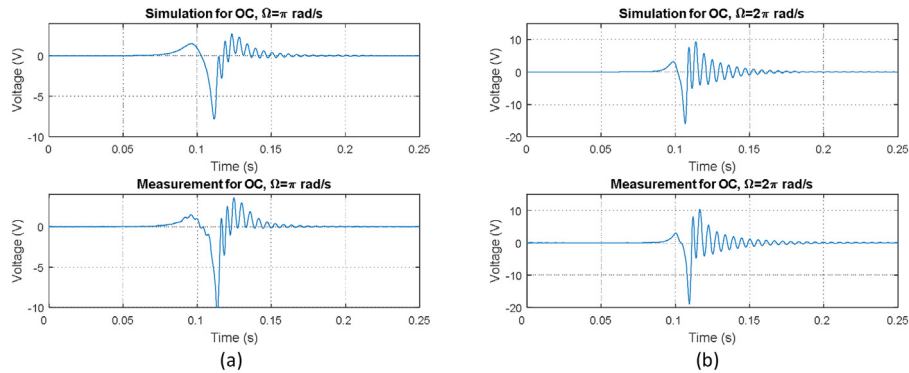 Simulation for OC, Ω=π rad/s
Voltage (V)
0
-5
-10
0
0.05
0.1
0.15
0.2
0.25
Time (s)
Measurement for OC, Ω=π rad/s
Voltage (V)
0
-5
-10
0
0.05
0.1
0.15
0.2
0.25
Time (s)
(a)
Simulation for OC, Ω=2π rad/s
Voltage (V)
10
0
-10
-20
0
0.05
0.1
0.15
0.2
0.25
Time (s)
Measurement for OC, Ω=2π rad/s
Voltage (V)
10
0
-10
-20
0
0.05
0.1
0.15
0.2
0.25
Time (s)
(b)